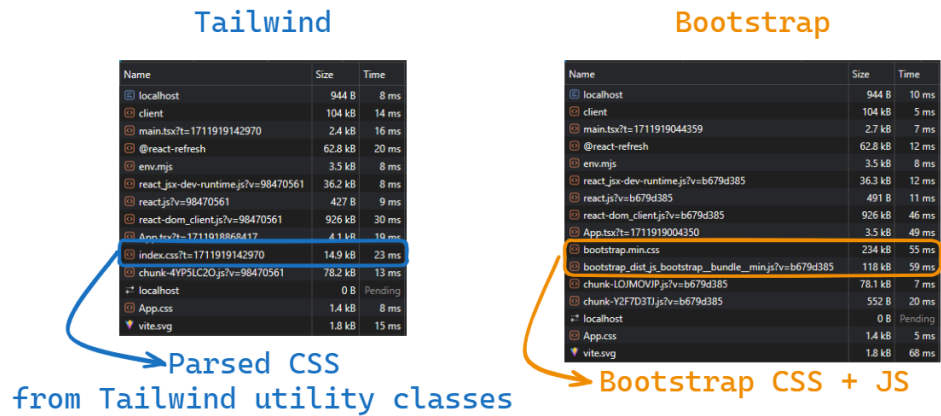 Tailwind
Name Size Time
localhost 944 B 8 ms
client 104 kB 14 ms
main.tsx?t=1711919142970 2.4 kB 16 ms
@react-refresh 62.8 kB 20 ms
env.mjs 3.5 kB 8 ms
react_jsx-dev-runtime.js?v=98470561 36.2 kB 8 ms
react.js?v=98470561 427 B 9 ms
react-dom_client.js?v=98470561 926 kB 30 ms
App.tsx?t=1711918868417 4.1 kB 19 ms
index.css?t=1711919142970 14.9 kB 23 ms
chunk-4YP5LC2O.js?v=98470561 78.2 kB 13 ms
localhost 0 B Pending
App.css 1.4 kB 8 ms
vite.svg 1.8 kB 15 ms
Parsed CSS
from Tailwind utility classes
Bootstrap
Name Size Time
localhost 944 B 10 ms
client 104 kB 5 ms
main.tsx?t=1711919044359 2.7 kB 7 ms
@react-refresh 62.8 kB 12 ms
env.mjs 3.5 kB 8 ms
react_jsx-dev-runtime.js?v=b679d385 36.3 kB 12 ms
react.js?v=b679d385 491 B 11 ms
react-dom_client.js?v=b679d385 926 kB 46 ms
App.tsx?t=1711919004350 3.5 kB 49 ms
bootstrap.min.css 234 kB 55 ms
bootstrap_dist_js_bootstrap__bundle__min.js?v=b679d385 118 kB 59 ms
chunk-LOJMOVJP.js?v=b679d385 78.1 kB 7 ms
chunk-Y2F7D3TJ.js?v=b679d385 552 B 20 ms
localhost 0 B Pending
App.css 1.4 kB 5 ms
vite.svg 1.8 kB 68 ms
Bootstrap CSS + JS